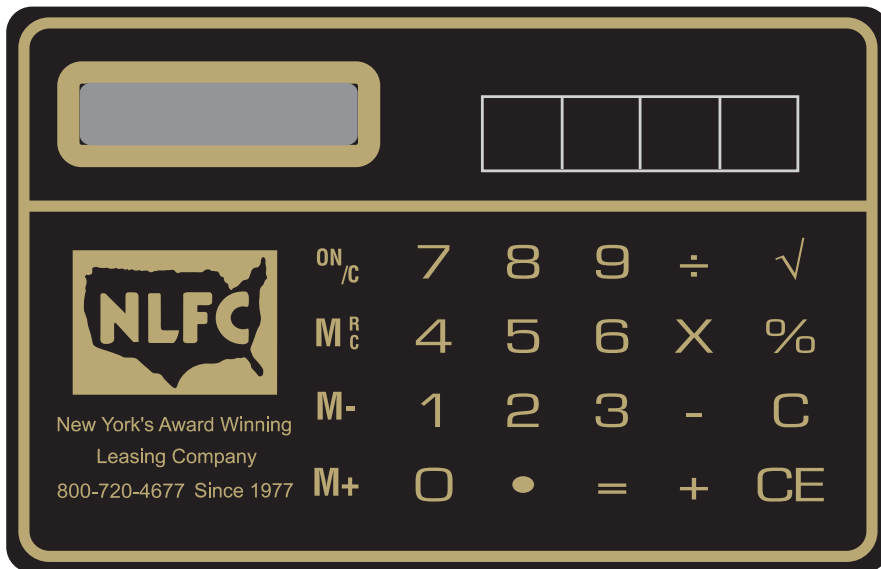 NLFC
New York's Award Winning
Leasing Company
800-720-4677 Since 1977
ON/C 7 8 9 ÷ √
MRC 4 5 6 X %
M- 1 2 3 - C
M+ 0 • = + CE